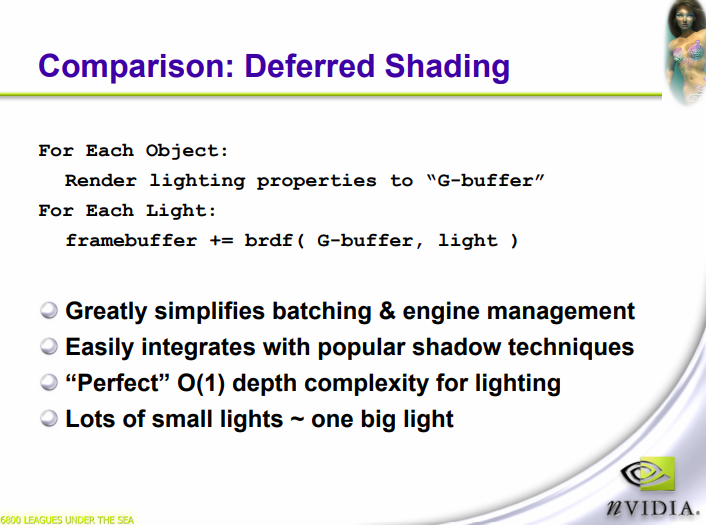 Comparison: Deferred Shading
For Each Object:
Render lighting properties to “G-buffer”
For Each Light:
framebuffer += brdf( G-buffer, light )
Greatly simplifies batching & engine management
Easily integrates with popular shadow techniques
“Perfect” O(1) depth complexity for lighting
Lots of small lights ~ one big light
6800 LEAGUES UNDER THE SEA
nVIDIA.